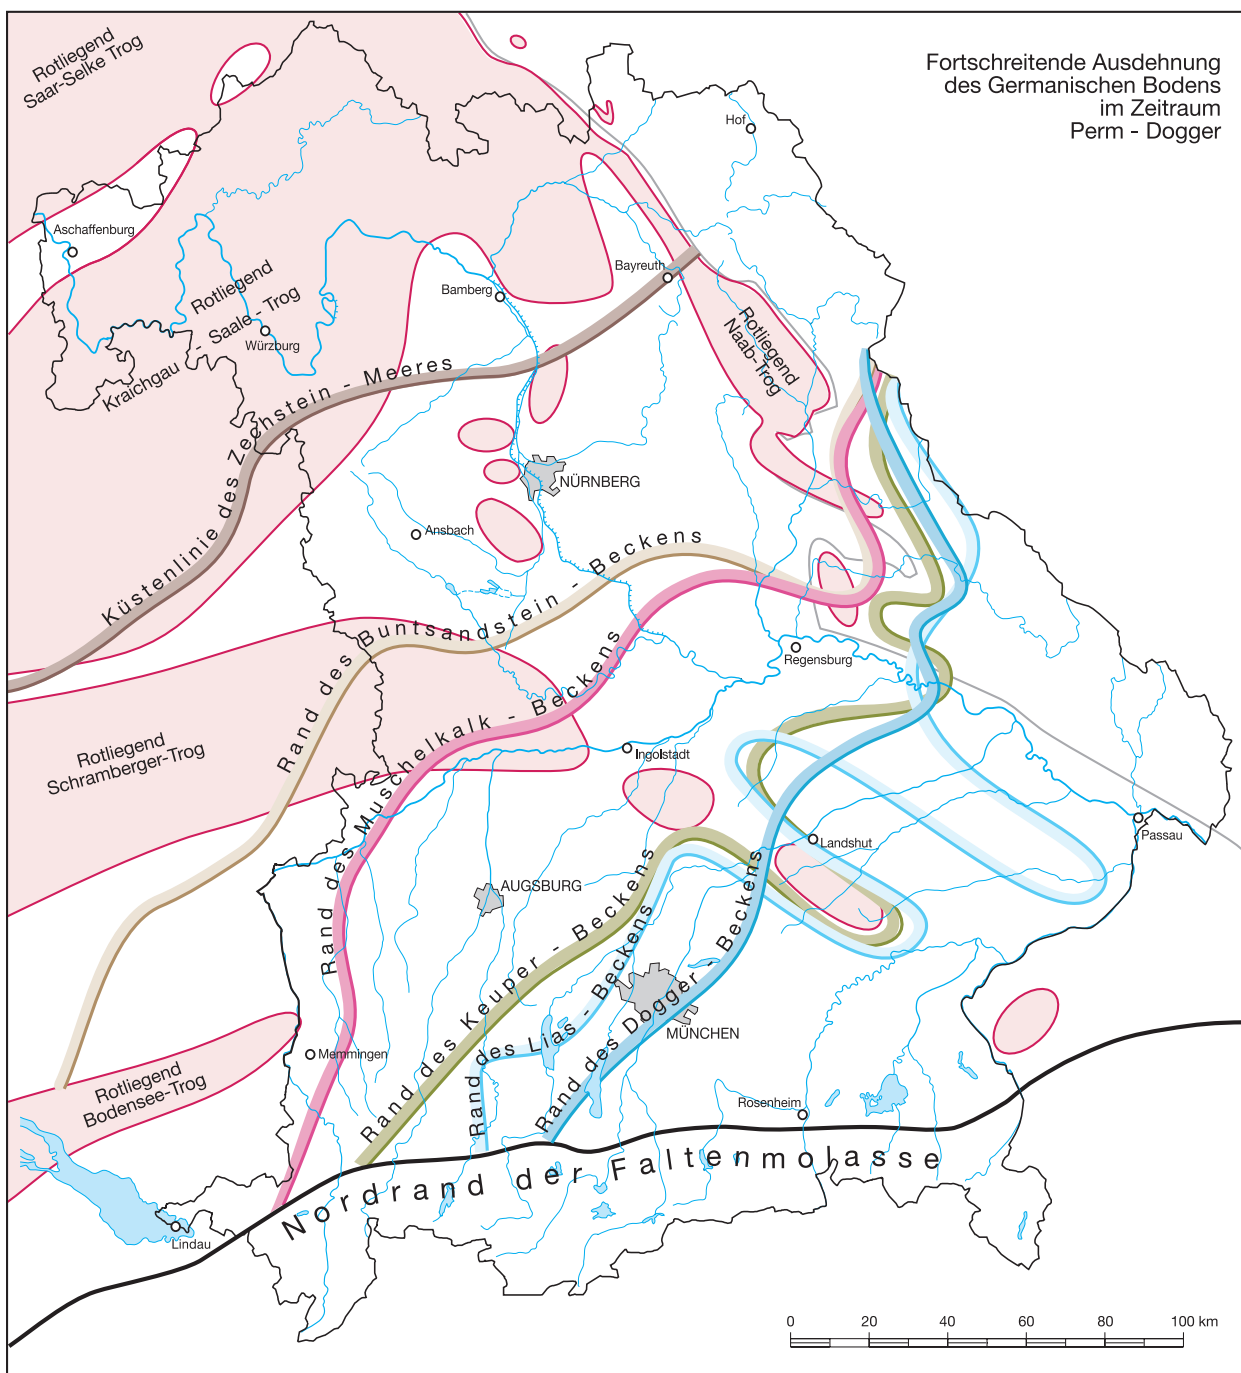 Fortschreitende Ausdehnung
des Germanischen Bodens
im Zeitraum
Perm - Dogger
Rotliegend
Saar-Selke Trog
Hof
Aschaffenburg
Rotliegend
Kraichgau - Saale - Trog
Würzburg
Bamberg
Bayreuth
Rotliegend
Naab-Trog
Küstenlinie des Zechstein - Meeres
NÜRNBERG
Ansbach
Rand des Buntsandstein - Beckens
Regensburg
Rand des Muschelkalk - Beckens
Rotliegend
Schramberger-Trog
Ingolstadt
Passau
Landshut
AUGSBURG
Rand des Keuper - Beckens
Rand des Lias - Beckens
Rand des Dogger - Beckens
MÜNCHEN
Memmingen
Rotliegend
Bodensee-Trog
Rosenheim
Nordrand der Faltenmolasse
Lindau
0 20 40 60 80 100 km